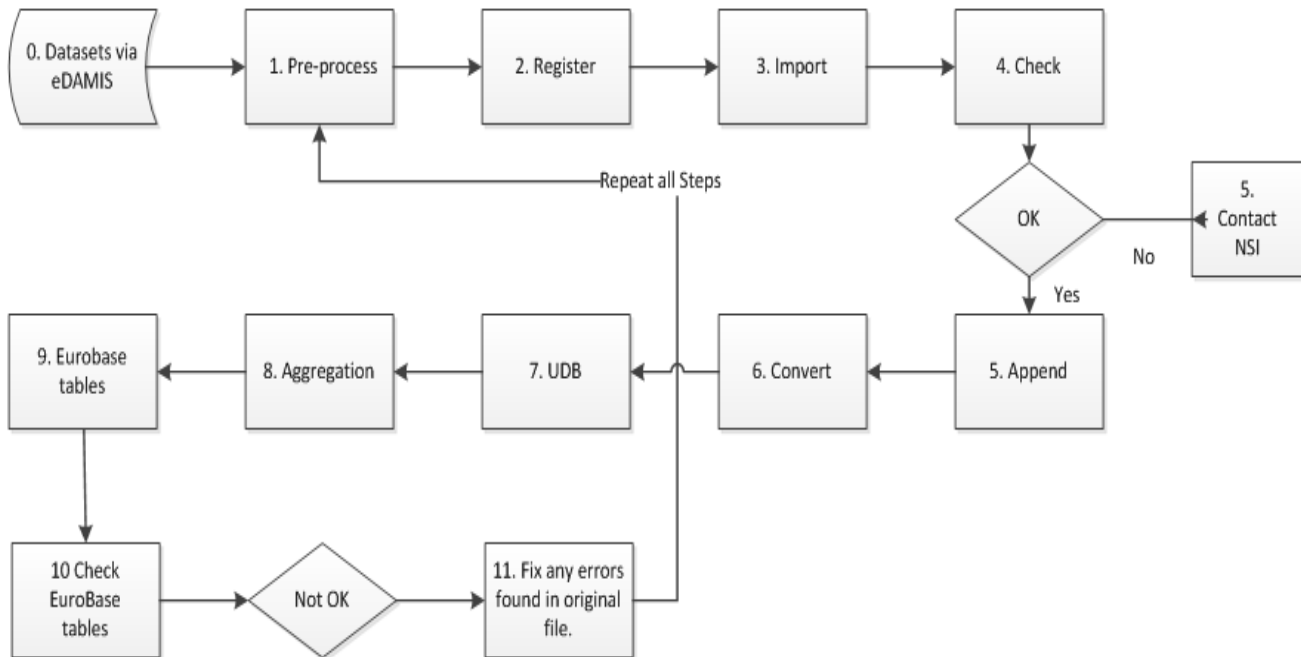 0. Datasets via
eDAMIS
1. Pre-process
2. Register
3. Import
4. Check
Repeat all Steps
OK
5.
Contact
NSI
No
Yes
9. Eurobase
tables
8. Aggregation
7. UDB
6. Convert
5. Append
10 Check
EuroBase
tables
Not OK
11. Fix any errors
found in original
file.